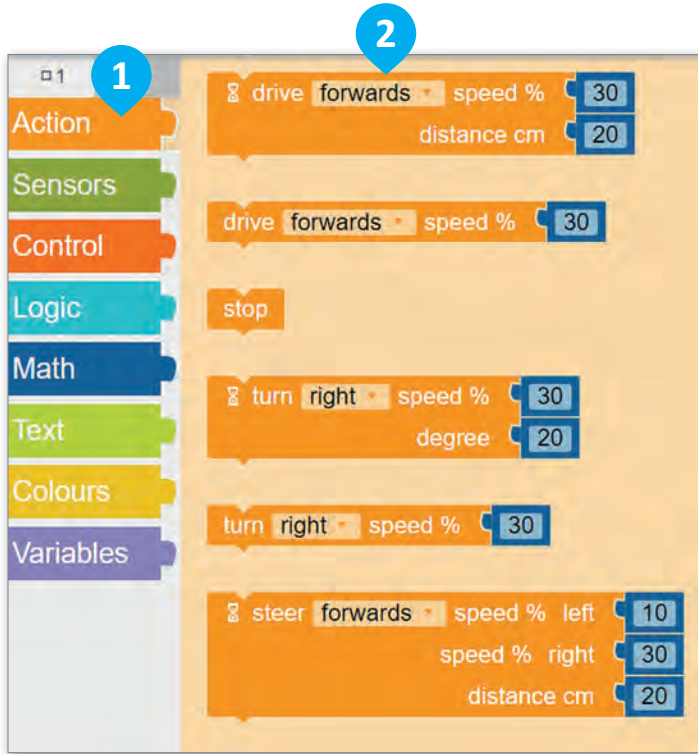 1
2
1
Action
Sensors
Control
Logic
Math
Text
Colours
Variables
drive forwards speed % 30
distance cm 20
drive forwards speed % 30
stop
turn right speed % 30
degree 20
turn right speed % 30
steer forwards speed % left 10
speed % right 30
distance cm 20